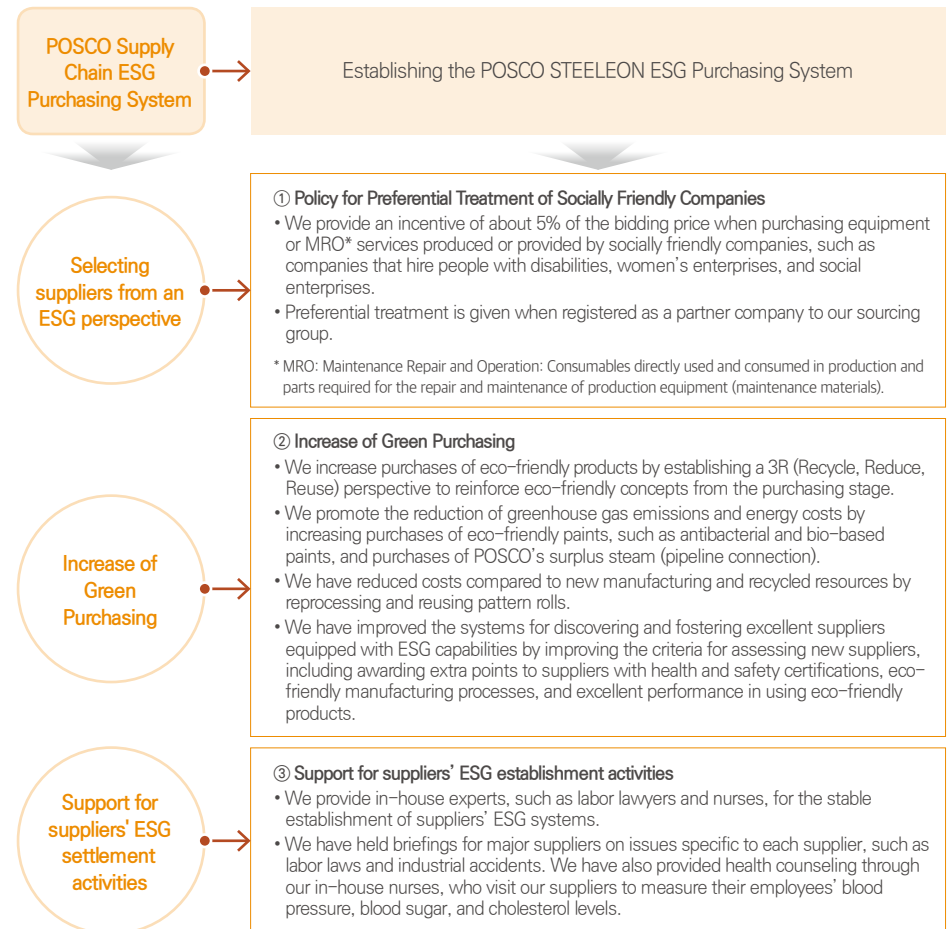 POSCO Supply
Chain ESG
Purchasing System
Establishing the POSCO STEELEON ESG Purchasing System
Selecting
suppliers from an
ESG perspective
① Policy for Preferential Treatment of Socially Friendly Companies
• We provide an incentive of about 5% of the bidding price when purchasing equipment
or MRO* services produced or provided by socially friendly companies, such as
companies that hire people with disabilities, women's enterprises, and social
enterprises.
• Preferential treatment is given when registered as a partner company to our sourcing
group.
* MRO: Maintenance Repair and Operation: Consumables directly used and consumed in production and
parts required for the repair and maintenance of production equipment (maintenance materials).
Increase of
Green
Purchasing
② Increase of Green Purchasing
• We increase purchases of eco-friendly products by establishing a 3R (Recycle, Reduce,
Reuse) perspective to reinforce eco-friendly concepts from the purchasing stage.
• We promote the reduction of greenhouse gas emissions and energy costs by
increasing purchases of eco-friendly paints, such as antibacterial and bio-based
paints, and purchases of POSCO's surplus steam (pipeline connection).
• We have reduced costs compared to new manufacturing and recycled resources by
reprocessing and reusing pattern rolls.
• We have improved the systems for discovering and fostering excellent suppliers
equipped with ESG capabilities by improving the criteria for assessing new suppliers,
including awarding extra points to suppliers with health and safety certifications, eco-
friendly manufacturing processes, and excellent performance in using eco-friendly
products.
Support for
suppliers' ESG
settlement
activities
③ Support for suppliers' ESG establishment activities
• We provide in-house experts, such as labor lawyers and nurses, for the stable
establishment of suppliers' ESG systems.
• We have held briefings for major suppliers on issues specific to each supplier, such as
labor laws and industrial accidents. We have also provided health counseling through
our in-house nurses, who visit our suppliers to measure their employees' blood
pressure, blood sugar, and cholesterol levels.